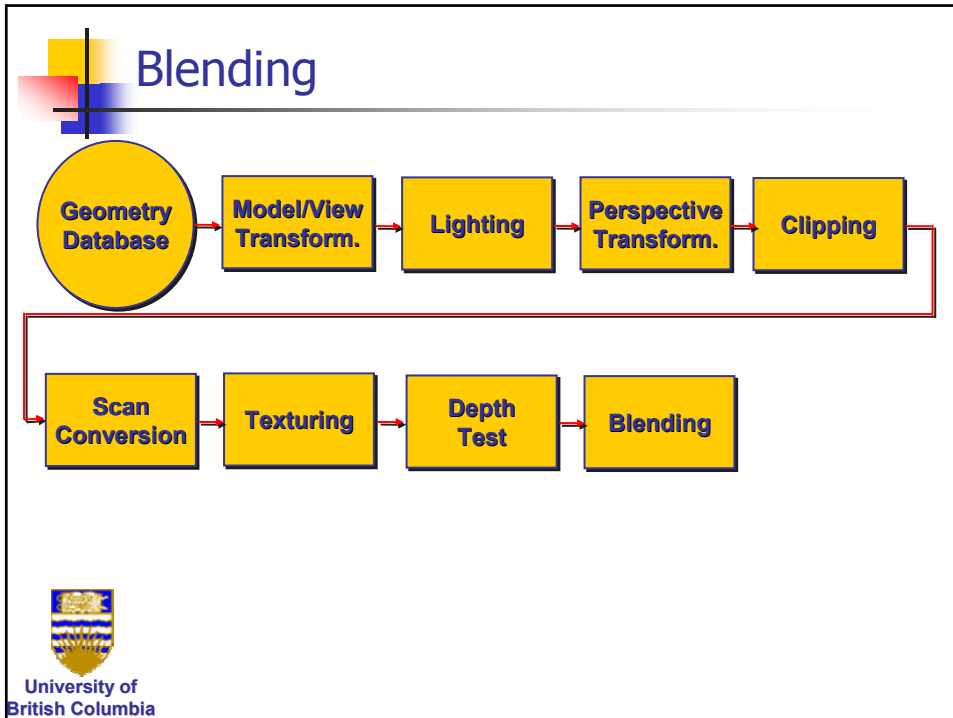 Blending
Geometry
Database
Model/View
Transform.
Lighting
Perspective
Transform.
Clipping
Scan
Conversion
Texturing
Depth
Test
Blending
University of
British Columbia